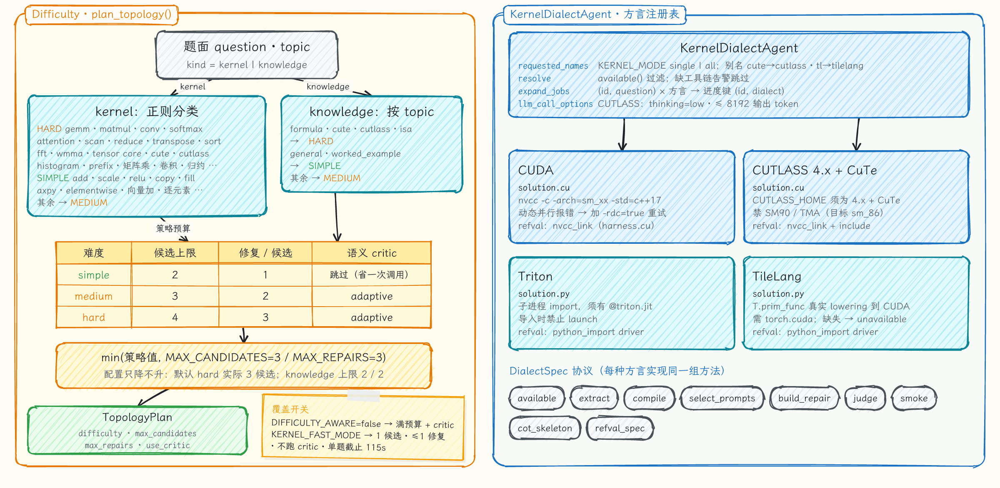 Difficulty · plan_topology()
题面 question · topic
kind = kernel | knowledge
kernel
knowledge
kernel：正则分类
HARD gemm · matmul · conv · softmax
attention · scan · reduce · transpose · sort
fft · wmma · tensor core · cute · cutlass
histogram · prefix · 矩阵乘 · 卷积 · 归约 …
SIMPLE add · scale · relu · copy · fill
axpy · elementwise · 向量加 · 逐元素 …
其余 → MEDIUM
knowledge：按 topic
formula · cute · cutlass · isa
→ HARD
general · worked_example
→ SIMPLE
其余 → MEDIUM
策略预算
难度 候选上限 修复 / 候选 语义 critic
simple 2 1 跳过（省一次调用）
medium 3 2 adaptive
hard 4 3 adaptive
min(策略值, MAX_CANDIDATES=3 / MAX_REPAIRS=3)
配置只降不升：默认 hard 实际 3 候选；knowledge 上限 2 / 2
TopologyPlan
difficulty · max_candidates
max_repairs · use_critic
覆盖开关
DIFFICULTY_AWARE=false → 满预算 + critic
KERNEL_FAST_MODE → 1 候选 · ≤1 修复
· 不跑 critic · 单题截止 115s
KernelDialectAgent · 方言注册表
KernelDialectAgent
requested_names KERNEL_MODE single | all；别名 cute→cutlass · tl→tilelang
resolve available() 过滤；缺工具链告警跳过
expand_jobs (id, question) × 方言 → 进度键 (id, dialect)
llm_call_options CUTLASS：thinking=low · ≤ 8192 输出 token
CUDA
solution.cu
nvcc -c -arch=sm_xx -std=c++17
动态并行报错 → 加 -rdc=true 重试
refval：nvcc_link（harness.cu）
CUTLASS 4.x + CuTe
solution.cu
CUTLASS_HOME 须为 4.x + CuTe
禁 SM90 / TMA（目标 sm_86）
refval：nvcc_link + include
Triton
solution.py
子进程 import，须有 @triton.jit
导入时禁止 launch
refval：python_import driver
TileLang
solution.py
T.prim_func 真实 lowering 到 CUDA
需 torch.cuda；缺失 → unavailable
refval：python_import driver
DialectSpec 协议（每种方言实现同一组方法）
available extract compile select_prompts build_repair judge smoke
cot_skeleton refval_spec